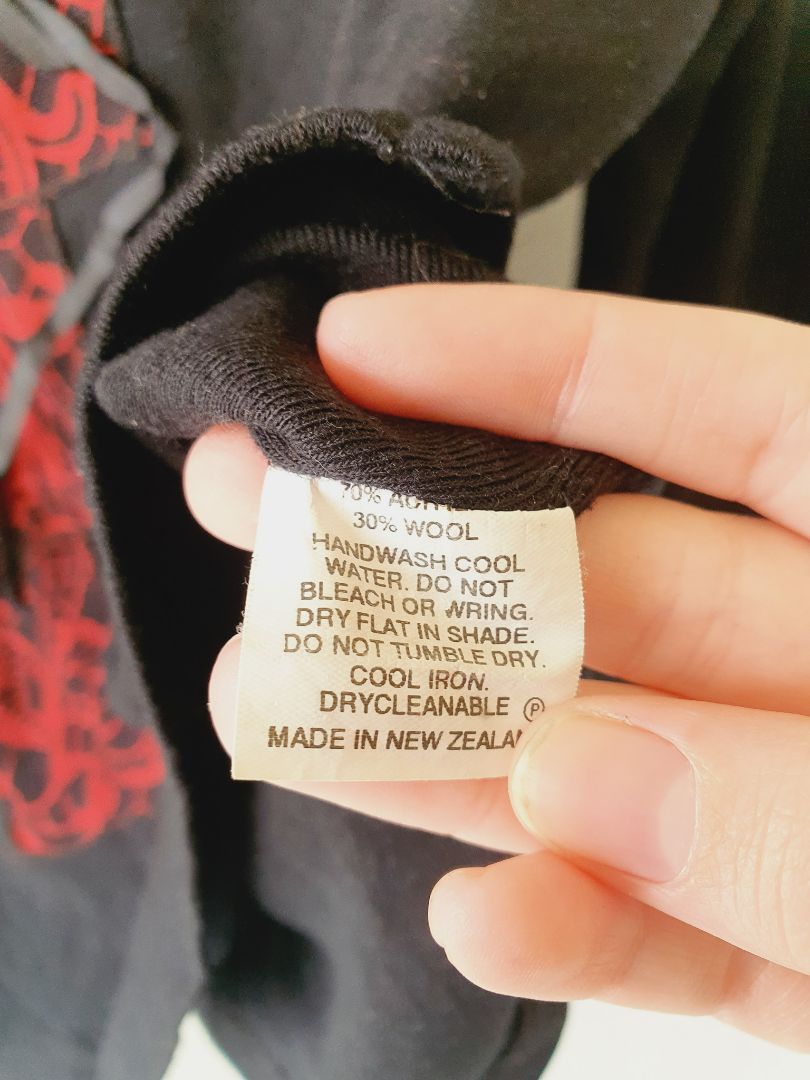 70%
30% WOOL
HANDWASH COOL
WATER. DO NOT
BLEACH OR WRING.
DRY FLAT IN SHADE.
DO NOT TUMBLE DRY.
COOL IRON.
DRYCLEANABLE Ⓟ
MADE IN NEW